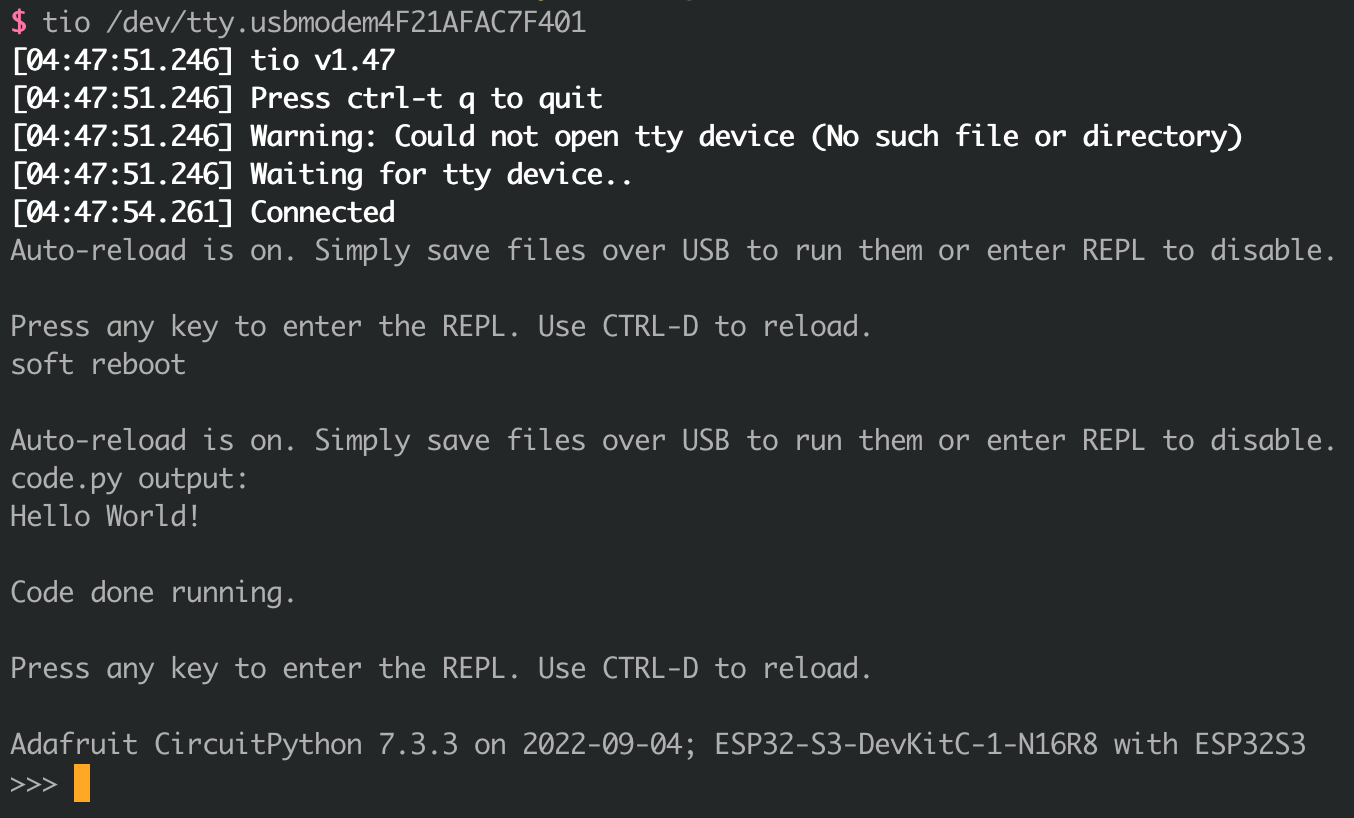 $ tio /dev/tty.usbmodem4F21AFAC7F401
[04:47:51.246] tio v1.47
[04:47:51.246] Press ctrl-t q to quit
[04:47:51.246] Warning: Could not open tty device (No such file or directory)
[04:47:51.246] Waiting for tty device..
[04:47:54.261] Connected
Auto-reload is on. Simply save files over USB to run them or enter REPL to disable.
Press any key to enter the REPL. Use CTRL-D to reload.
soft reboot
Auto-reload is on. Simply save files over USB to run them or enter REPL to disable.
code.py output:
Hello World!
Code done running.
Press any key to enter the REPL. Use CTRL-D to reload.
Adafruit CircuitPython 7.3.3 on 2022-09-04; ESP32-S3-DevKitC-1-N16R8 with ESP32S3
>>>